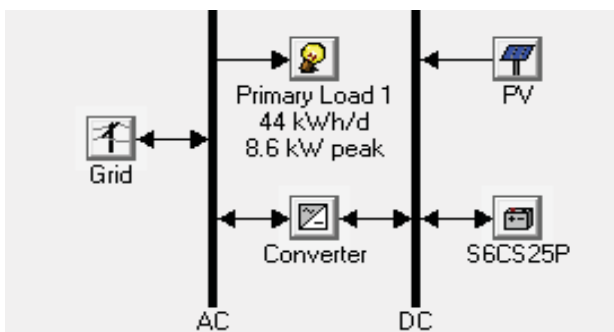 Primary Load 1
44 kWh/d
8.6 kW peak
PV
Grid
Converter
S6CS25P
AC
DC